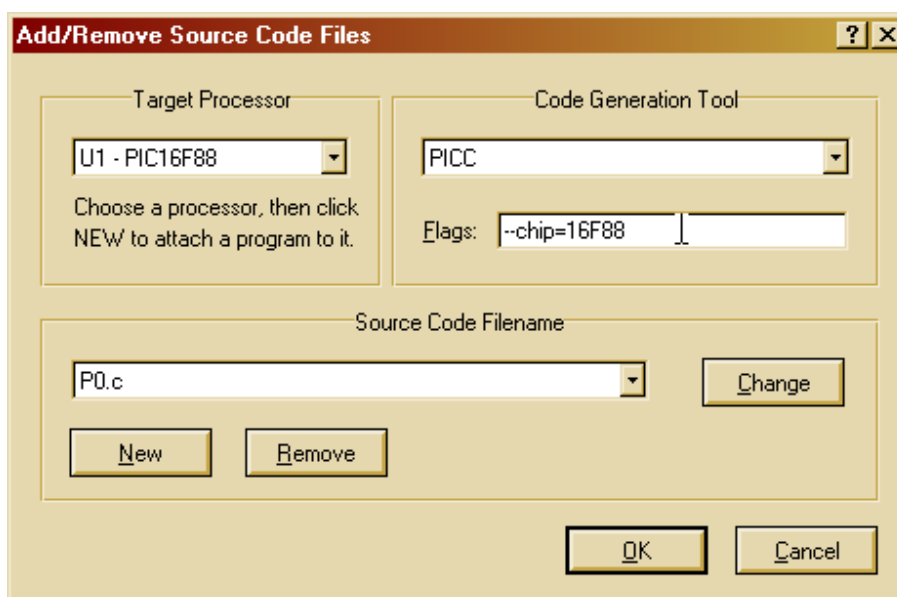 Add/Remove Source Code Files
Target Processor
U1 - PIC16F88
Choose a processor, then click
NEW to attach a program to it.
Code Generation Tool
PICC
Flags: --chip=16F88
Source Code Filename
P0.c
Change
New Remove
OK Cancel